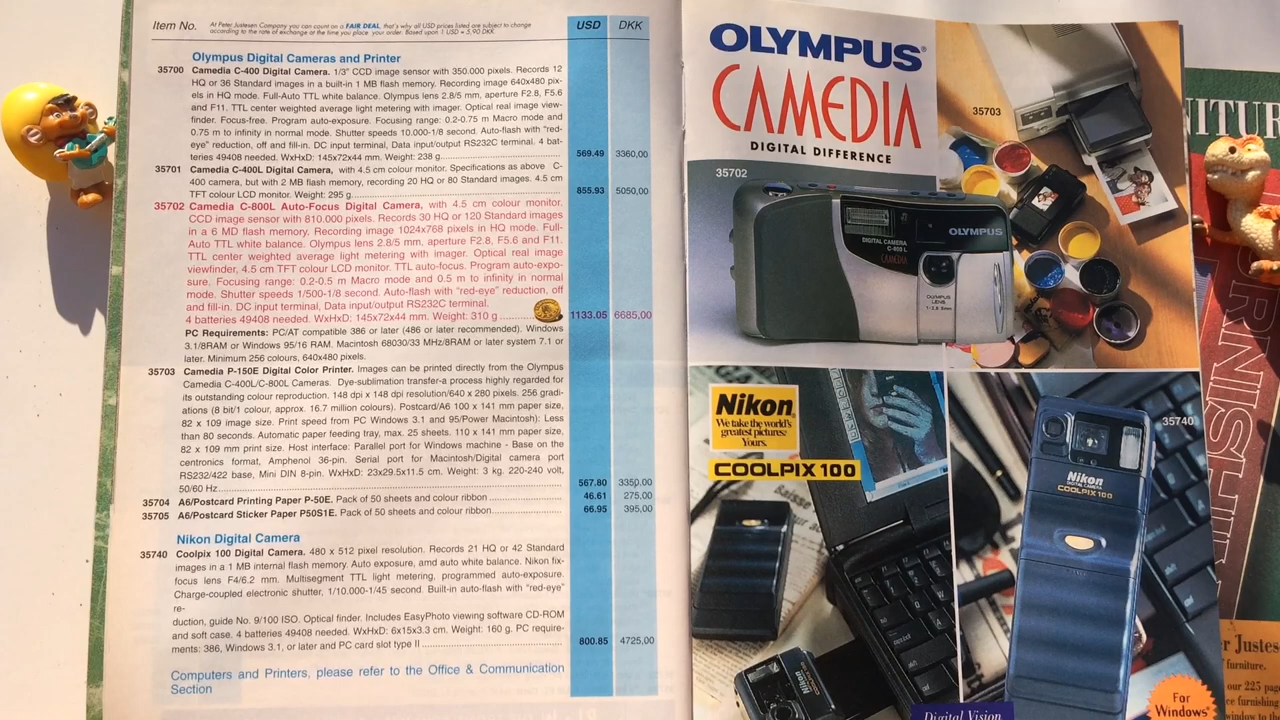 Item No.
At Peter Justesen Company you can count on a FAIR DEAL, that's why all USD prices listed are subject to change
according to the rate of exchange at the time you place your order. Based upon 1 USD = 5,90 DKK
USD DKK
Olympus Digital Cameras and Printer
35700 Camedia C-400 Digital Camera. 1/3" CCD image sensor with 350.000 pixels. Records 12
HQ or 36 Standard images in a built-in 1 MB flash memory. Recording image 640x480 pix-
els in HQ mode. Full-Auto TTL white balance. Olympus lens 2.8/5 mm, aperture F2.8, F5.6
and F11. TTL center weighted average light metering with imager. Optical real image view-
finder. Focus-free. Program auto-exposure. Focusing range: 0.2-0.75 m Macro mode and
0.75 m to infinity in normal mode. Shutter speeds 10.000-1/8 second. Auto-flash with "red-
eye" reduction, off and fill-in. DC input terminal, Data input/output RS232C terminal. 4 bat-
teries 49408 needed. WxHxD: 145x72x44 mm. Weight: 238 g 569.49 3360,00
35701 Camedia C-400L Digital Camera, with 4.5 cm colour monitor. Specifications as above C-
400 camera, but with 2 MB flash memory, recording 20 HQ or 80 Standard images. 4.5 cm
TFT colour LCD monitor. Weight: 295 g 855.93 5050,00
35702 Camedia C-800L Auto-Focus Digital Camera, with 4.5 cm colour monitor.
CCD image sensor with 810.000 pixels. Records 30 HQ or 120 Standard images
in a 6 MD flash memory. Recording image 1024x768 pixels in HQ mode. Full-
Auto TTL white balance. Olympus lens 2.8/5 mm, aperture F2.8, F5.6 and F11.
TTL center weighted average light metering with imager. Optical real image
viewfinder, 4.5 cm TFT colour LCD monitor. TTL auto-focus. Program auto-expo-
sure. Focusing range: 0.2-0.5 m Macro mode and 0.5 m to infinity in normal
mode. Shutter speeds 1/500-1/8 second. Auto-flash with "red-eye" reduction, off
and fill-in. DC input terminal, Data input/output RS232C terminal.
4 batteries 49408 needed. WxHxD: 145x72x44 mm. Weight: 310 g 1133.05 6685,00
PC Requirements: PC/AT compatible 386 or later (486 or later recommended). Windows
3.1/8RAM or Windows 95/16 RAM. Macintosh 68030/33 MHz/8RAM or later system 7.1 or
later. Minimum 256 colours, 640x480 pixels.
35703 Camedia P-150E Digital Color Printer. Images can be printed directly from the Olympus
Camedia C-400L/C-800L Cameras. Dye-sublimation transfer-a process highly regarded for
its outstanding colour reproduction. 148 dpi x 148 dpi resolution/640 x 280 pixels. 256 gradi-
ations (8 bit/1 colour, approx. 16.7 million colours). Postcard/A6 100 x 141 mm paper size,
82 x 109 image size. Print speed from PC Windows 3.1 and 95/Power Macintosh): Less
than 80 seconds. Automatic paper feeding tray, max. 25 sheets. 110 x 141 mm paper size,
82 x 109 mm print size. Host interface: Parallel port for Windows machine - Base on the
centronics format, Amphenol 36-pin. Serial port for Macintosh/Digital camera port
RS232/422 base, Mini DIN 8-pin. WxHxD: 23x29.5x11.5 cm. Weight: 3 kg. 220-240 volt,
50/60 Hz 567.80 3350,00
35704 A6/Postcard Printing Paper P-50E. Pack of 50 sheets and colour ribbon 46.61 275,00
35705 A6/Postcard Sticker Paper P50S1E. Pack of 50 sheets and colour ribbon 66.95 395,00
Nikon Digital Camera
35740 Coolpix 100 Digital Camera. 480 x 512 pixel resolution. Records 21 HQ or 42 Standard
images in a 1 MB internal flash memory. Auto exposure, amd auto white balance. Nikon fix-
focus lens F4/6.2 mm. Multisegment TTL light metering, programmed auto-exposure.
Charge-coupled electronic shutter, 1/10.000-1/45 second. Built-in auto-flash with "red-eye"
re-
duction, guide No. 9/100 ISO. Optical finder. Includes EasyPhoto viewing software CD-ROM
and soft case. 4 batteries 49408 needed. WxHxD: 6x15x3.3 cm. Weight: 160 g. PC require-
ments: 386, Windows 3.1, or later and PC card slot type II 800.85 4725,00
Computers and Printers, please refer to the Office & Communication
Section
OLYMPUS
CAMEDIA
DIGITAL DIFFERENCE
35703
35702
OLYMPUS
DIGITAL CAMERA
C-800 L
CAMEDIA
OLYMPUS
LENS
Nikon
We take the world's
greatest pictures.
Yours.
COOLPIX 100
35740
Nikon
DIGITAL CAMERA
COOLPIX 100
Nikon
COOLPIX 100
Digital Vision
For
Windows
NITUR
r Justes
furniture.
our 225 pag
ce furnishing
window to th